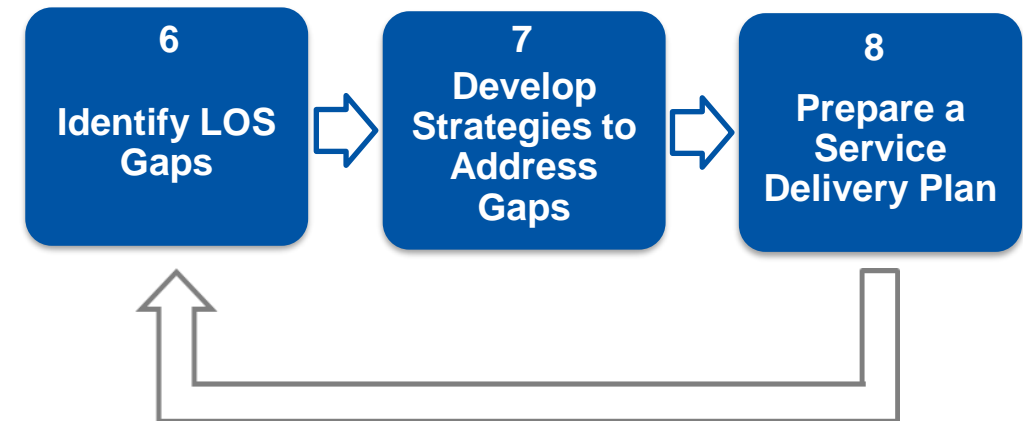 6
Identify LOS
Gaps
7
Develop
Strategies to
Address
Gaps
8
Prepare a
Service
Delivery Plan